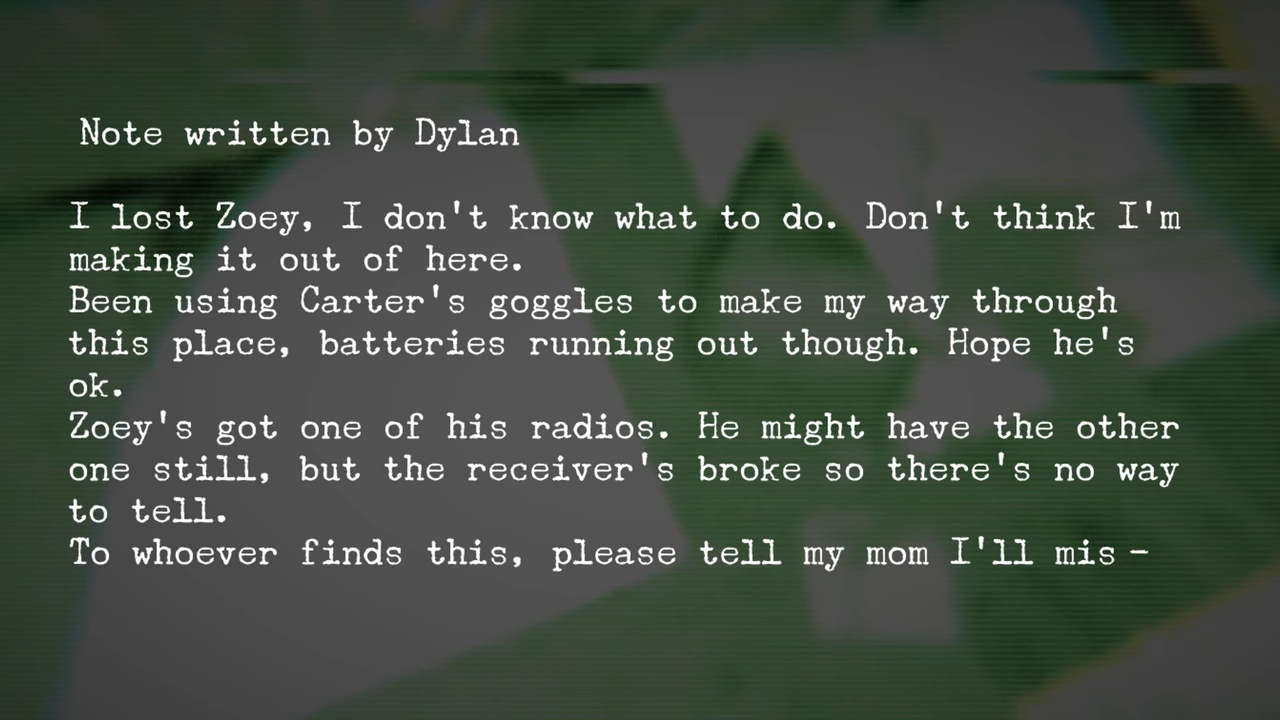 Note written by Dylan
I lost Zoey, I don't know what to do. Don't think I'm
making it out of here.
Been using Carter's goggles to make my way through
this place, batteries running out though. Hope he's
ok.
Zoey's got one of his radios. He might have the other
one still, but the receiver's broke so there's no way
to tell.
To whoever finds this, please tell my mom I'll mis -